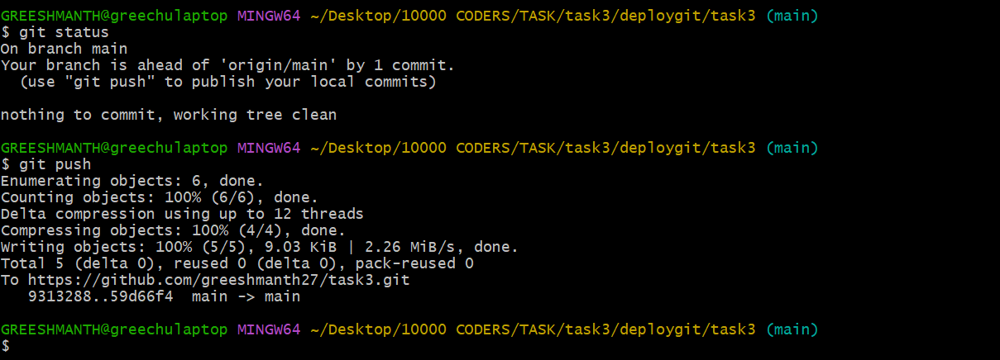 GREESHMANTH@greechulaptop MINGW64 ~/Desktop/10000 CODERS/TASK/task3/deploygit/task3 (main)
$ git status
On branch main
Your branch is ahead of 'origin/main' by 1 commit.
  (use "git push" to publish your local commits)
nothing to commit, working tree clean
GREESHMANTH@greechulaptop MINGW64 ~/Desktop/10000 CODERS/TASK/task3/deploygit/task3 (main)
$ git push
Enumerating objects: 6, done.
Counting objects: 100% (6/6), done.
Delta compression using up to 12 threads
Compressing objects: 100% (4/4), done.
Writing objects: 100% (5/5), 9.03 KiB | 2.26 MiB/s, done.
Total 5 (delta 0), reused 0 (delta 0), pack-reused 0
To https://github.com/greeshmanth27/task3.git
   9313288..59d66f4  main -> main
GREESHMANTH@greechulaptop MINGW64 ~/Desktop/10000 CODERS/TASK/task3/deploygit/task3 (main)
$